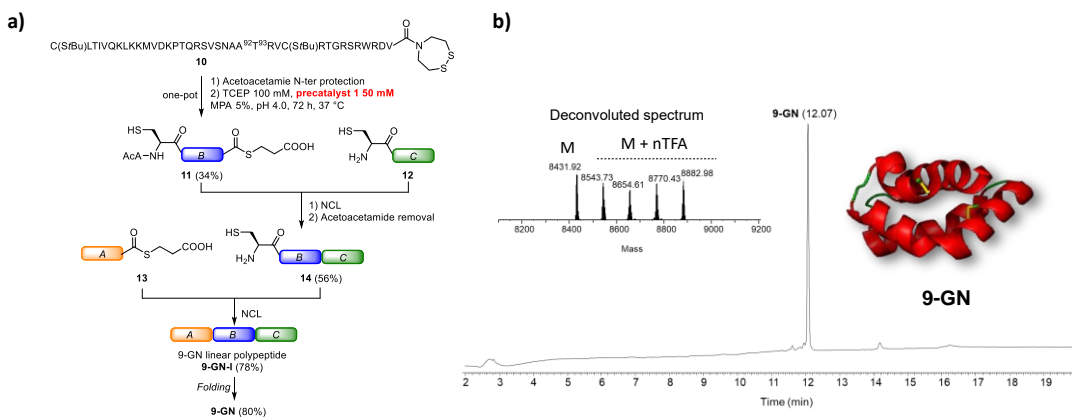 a)
C(StBu)LTIVQKLKKMVDKPTQRSVSNAA⁹²T⁹³RVC(StBu)RTGRSRWRDV
O
N
S-S
10
one-pot
1) Acetoacetamie N-ter protection
2) TCEP 100 mM, precatalyst 1 50 mM
MPA 5%, pH 4.0, 72 h, 37 °C
HS
O
AcA-NH
B
O
S
COOH
11 (34%)
HS
O
H₂N
C
12
1) NCL
2) Acetoacetamide removal
A
O
S
COOH
13
HS
O
H₂N
B
C
14 (56%)
NCL
A
B
C
9-GN linear polypeptide
9-GN-I (78%)
Folding
9-GN (80%)
b)
Deconvoluted spectrum
M
M + nTFA
8431.92
8543.73
8654.61
8770.43
8882.98
8200 8400 8600 8800 9000 9200
Mass
9-GN (12.07)
9-GN
2 3 4 5 6 7 8 9 10 11 12 13 14 15 16 17 18 19
Time (min)